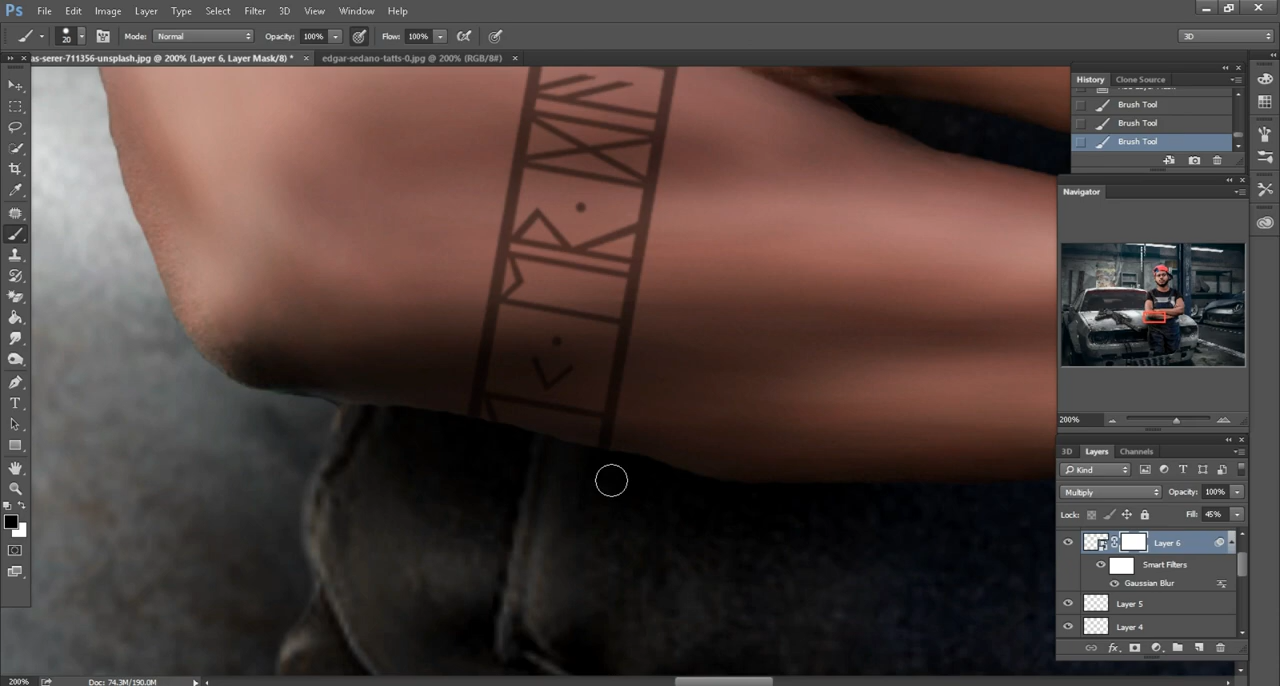 Ps File Edit Image Layer Type Select Filter 3D View Window Help
20 Mode: Normal Opacity: 100% Flow: 100% 3D
as-serer-711356-unsplash.jpg @ 200% (Layer 6, Layer Mask/8) * × edgar-sedano-tatts-0.jpg @ 200% (RGB/8#) ×
History Clone Source
Brush Tool
Brush Tool
Brush Tool
Navigator
200%
3D Layers Channels
Kind
Multiply Opacity: 100%
Lock: Fill: 45%
Layer 6
Smart Filters
Gaussian Blur
Layer 5
Layer 4
fx
200% Doc: 74.3M/190.0M